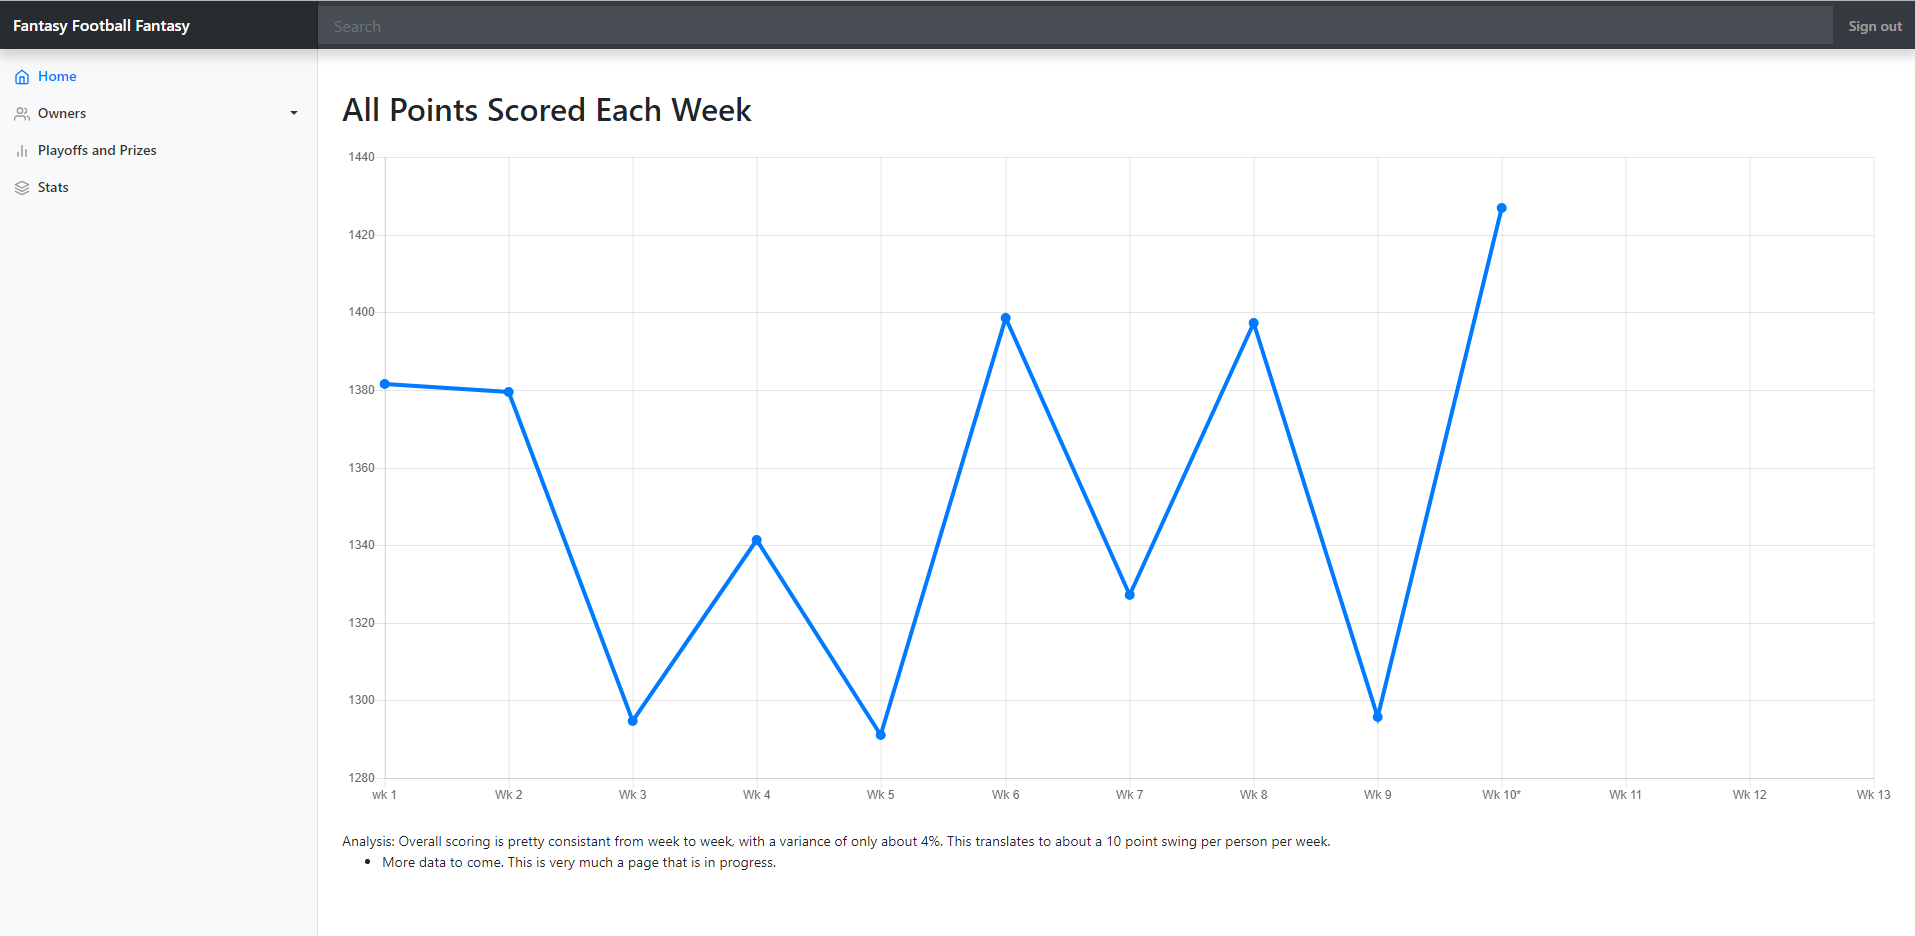 Fantasy Football Fantasy
Search
Sign out
Home
Owners
Playoffs and Prizes
Stats
All Points Scored Each Week
1440
1420
1400
1380
1360
1340
1320
1300
1280
wk 1 Wk 2 Wk 3 Wk 4 Wk 5 Wk 6 Wk 7 Wk 8 Wk 9 Wk 10* Wk 11 Wk 12 Wk 13
Analysis: Overall scoring is pretty consistant from week to week, with a variance of only about 4%. This translates to about a 10 point swing per person per week.
• More data to come. This is very much a page that is in progress.